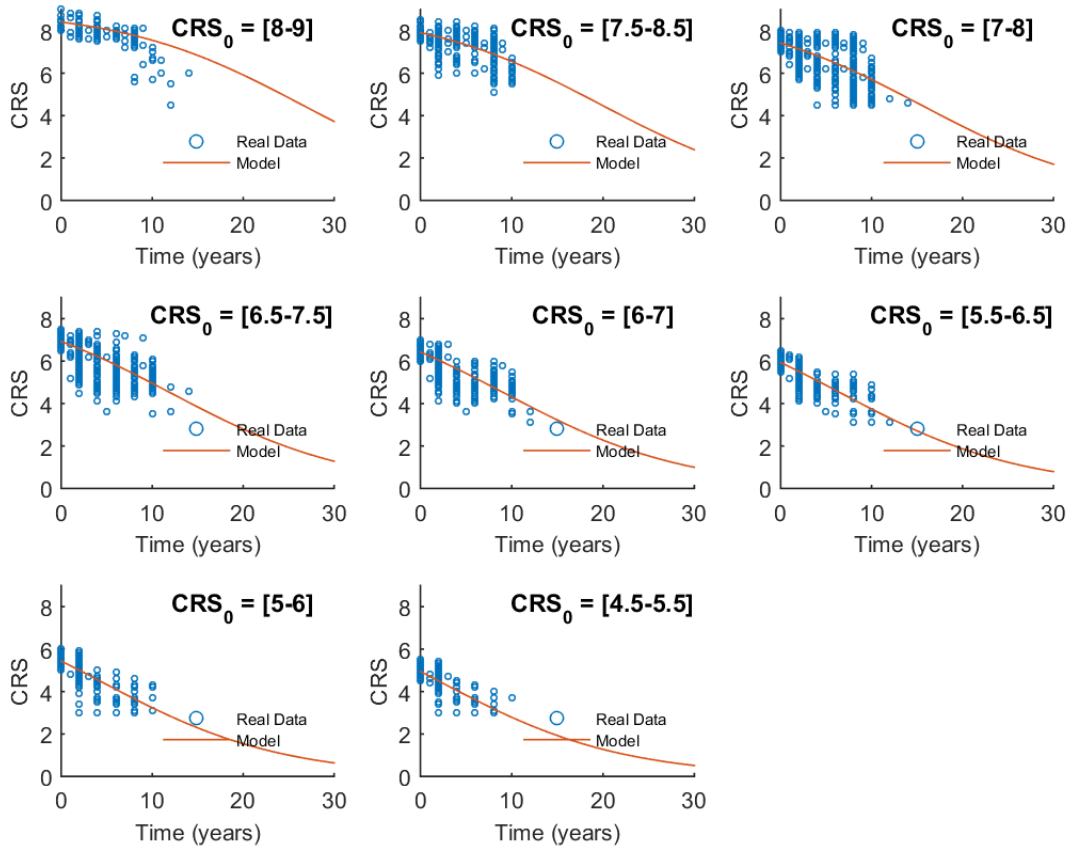 CRS₀ = [8-9]
8
6
4
2
0
CRS
Real Data
Model
0 10 20 30
Time (years)
CRS₀ = [7.5-8.5]
8
6
4
2
0
CRS
Real Data
Model
0 10 20 30
Time (years)
CRS₀ = [7-8]
8
6
4
2
0
CRS
Real Data
Model
0 10 20 30
Time (years)
CRS₀ = [6.5-7.5]
8
6
4
2
0
CRS
Real Data
Model
0 10 20 30
Time (years)
CRS₀ = [6-7]
8
6
4
2
0
CRS
Real Data
Model
0 10 20 30
Time (years)
CRS₀ = [5.5-6.5]
8
6
4
2
0
CRS
Real Data
Model
0 10 20 30
Time (years)
CRS₀ = [5-6]
8
6
4
2
0
CRS
Real Data
Model
0 10 20 30
Time (years)
CRS₀ = [4.5-5.5]
8
6
4
2
0
CRS
Real Data
Model
0 10 20 30
Time (years)